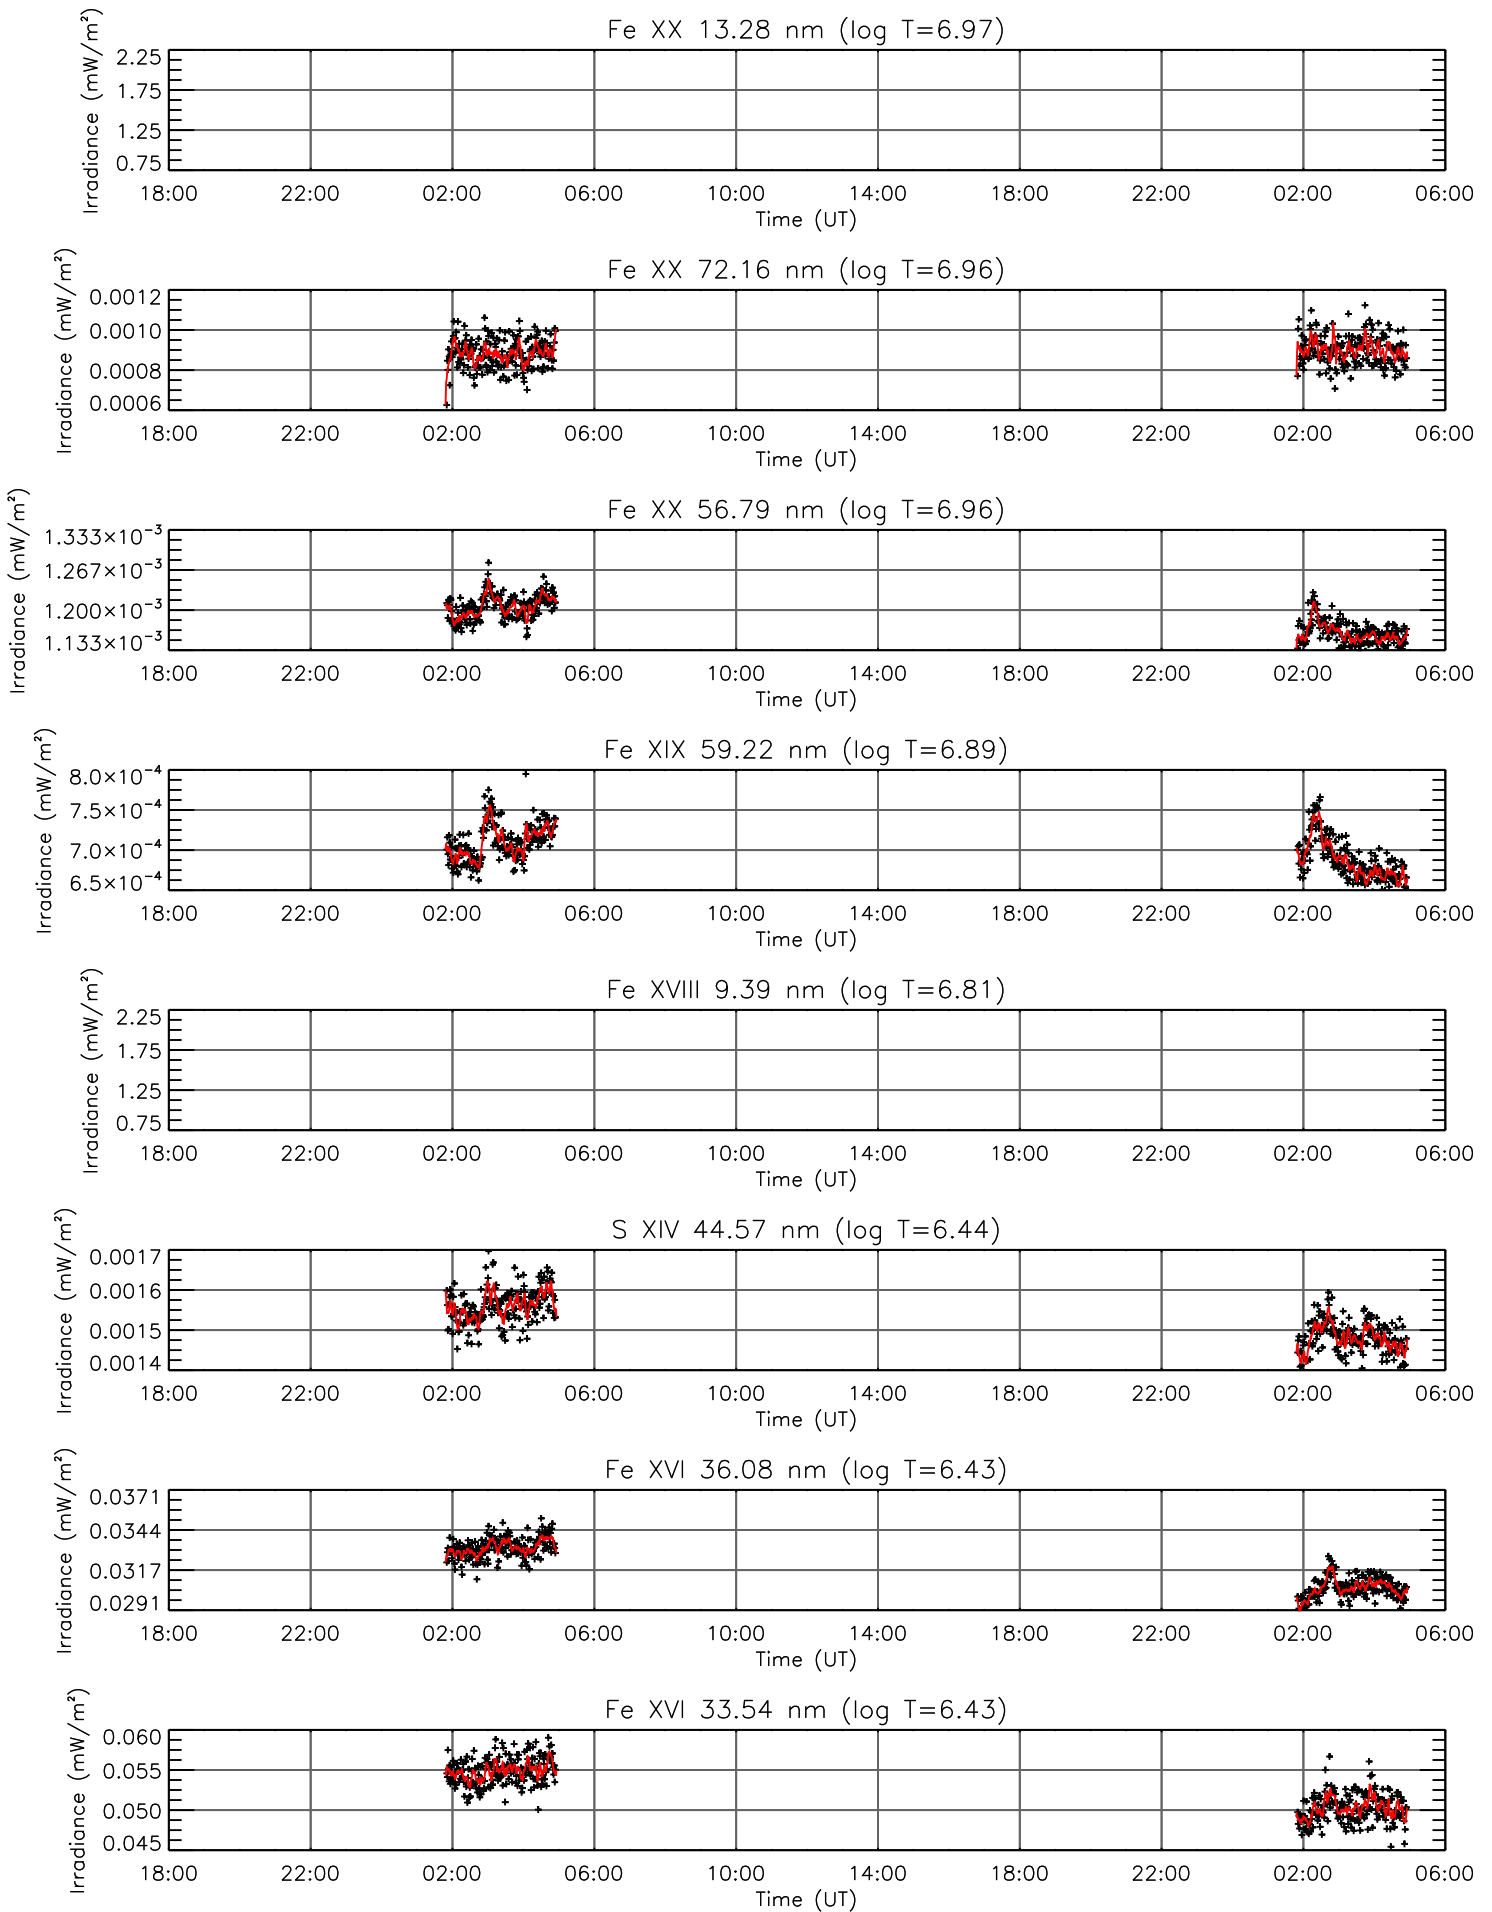 Fe XX 13.28 nm (log T=6.97)
Irradiance (mW/m²)
2.25
1.75
1.25
0.75
18:00 22:00 02:00 06:00 10:00 14:00 18:00 22:00 02:00 06:00
Time (UT)
Fe XX 72.16 nm (log T=6.96)
Irradiance (mW/m²)
0.0012
0.0010
0.0008
0.0006
18:00 22:00 02:00 06:00 10:00 14:00 18:00 22:00 02:00 06:00
Time (UT)
Fe XX 56.79 nm (log T=6.96)
Irradiance (mW/m²)
1.333×10⁻³
1.267×10⁻³
1.200×10⁻³
1.133×10⁻³
18:00 22:00 02:00 06:00 10:00 14:00 18:00 22:00 02:00 06:00
Time (UT)
Fe XIX 59.22 nm (log T=6.89)
Irradiance (mW/m²)
8.0×10⁻⁴
7.5×10⁻⁴
7.0×10⁻⁴
6.5×10⁻⁴
18:00 22:00 02:00 06:00 10:00 14:00 18:00 22:00 02:00 06:00
Time (UT)
Fe XVIII 9.39 nm (log T=6.81)
Irradiance (mW/m²)
2.25
1.75
1.25
0.75
18:00 22:00 02:00 06:00 10:00 14:00 18:00 22:00 02:00 06:00
Time (UT)
S XIV 44.57 nm (log T=6.44)
Irradiance (mW/m²)
0.0017
0.0016
0.0015
0.0014
18:00 22:00 02:00 06:00 10:00 14:00 18:00 22:00 02:00 06:00
Time (UT)
Fe XVI 36.08 nm (log T=6.43)
Irradiance (mW/m²)
0.0371
0.0344
0.0317
0.0291
18:00 22:00 02:00 06:00 10:00 14:00 18:00 22:00 02:00 06:00
Time (UT)
Fe XVI 33.54 nm (log T=6.43)
Irradiance (mW/m²)
0.060
0.055
0.050
0.045
18:00 22:00 02:00 06:00 10:00 14:00 18:00 22:00 02:00 06:00
Time (UT)